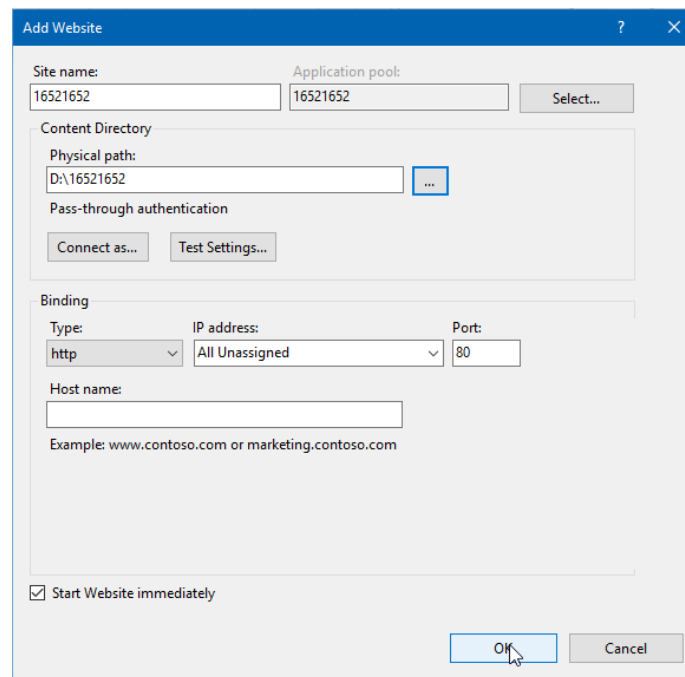 Add Website
?
Site name:
Application pool:
16521652
16521652
Select...
Content Directory
Physical path:
D:\16521652
...
Pass-through authentication
Connect as...
Test Settings...
Binding
Type:
IP address:
Port:
http
All Unassigned
80
Host name:
Example: www.contoso.com or marketing.contoso.com
Start Website immediately
OK
Cancel